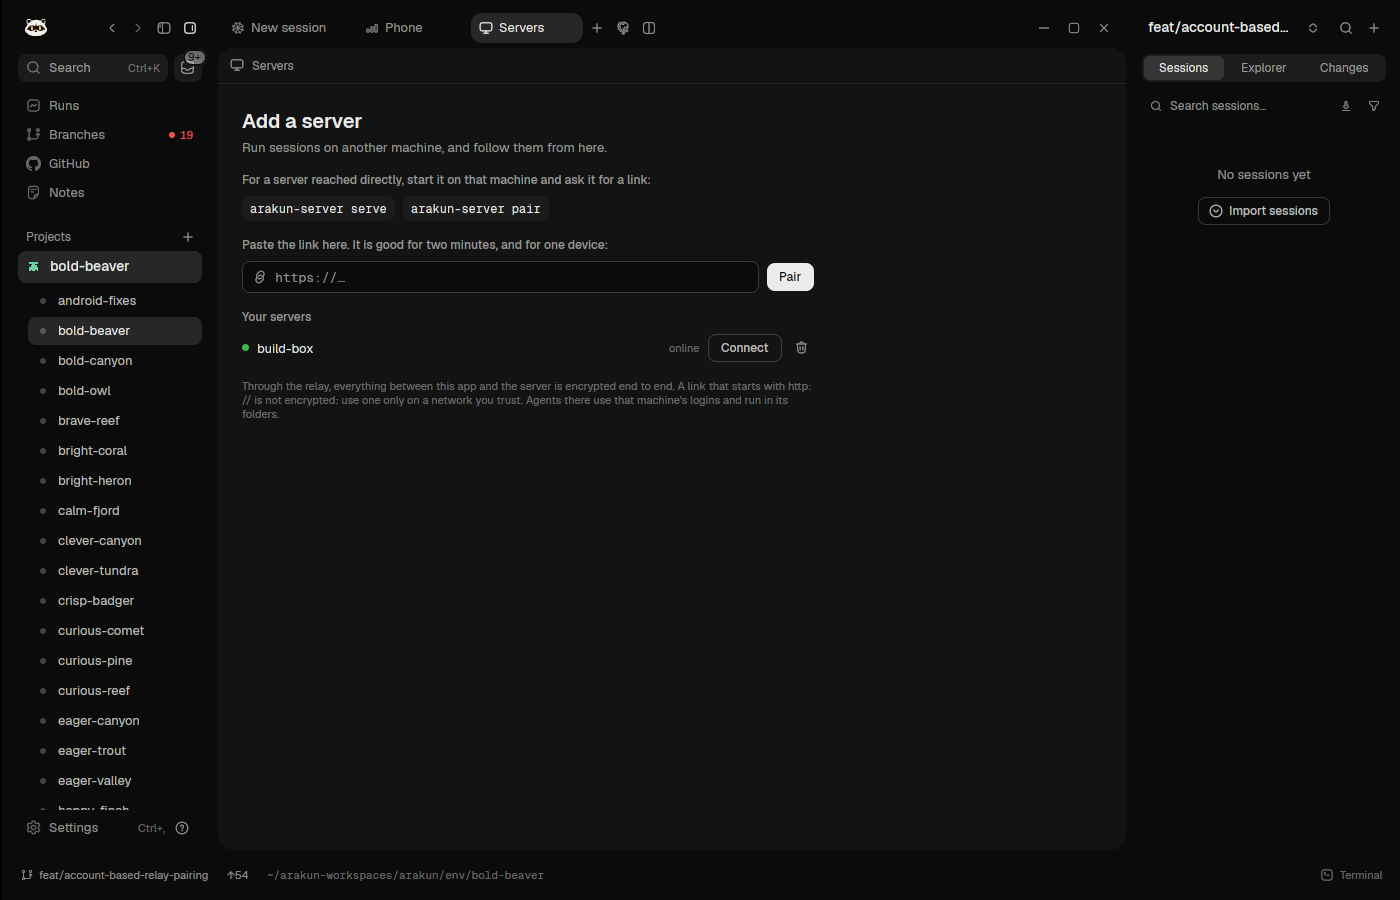 New session
Phone
Servers
feat/account-based...
Search
Ctrl+K
9+
Servers
Sessions
Explorer
Changes
Runs
Search sessions...
Branches
19
GitHub
Notes
Add a server
Run sessions on another machine, and follow them from here.
For a server reached directly, start it on that machine and ask it for a link:
arakun-server serve
arakun-server pair
Paste the link here. It is good for two minutes, and for one device:
https://…
Pair
Your servers
build-box
online
Connect
Through the relay, everything between this app and the server is encrypted end to end. A link that starts with http:
// is not encrypted: use one only on a network you trust. Agents there use that machine's logins and run in its
folders.
No sessions yet
Import sessions
Projects
bold-beaver
android-fixes
bold-beaver
bold-canyon
bold-owl
brave-reef
bright-coral
bright-heron
calm-fjord
clever-canyon
clever-tundra
crisp-badger
curious-comet
curious-pine
curious-reef
eager-canyon
eager-trout
eager-valley
happy-finch
Settings
Ctrl+,
feat/account-based-relay-pairing
↑54
~/arakun-workspaces/arakun/env/bold-beaver
Terminal